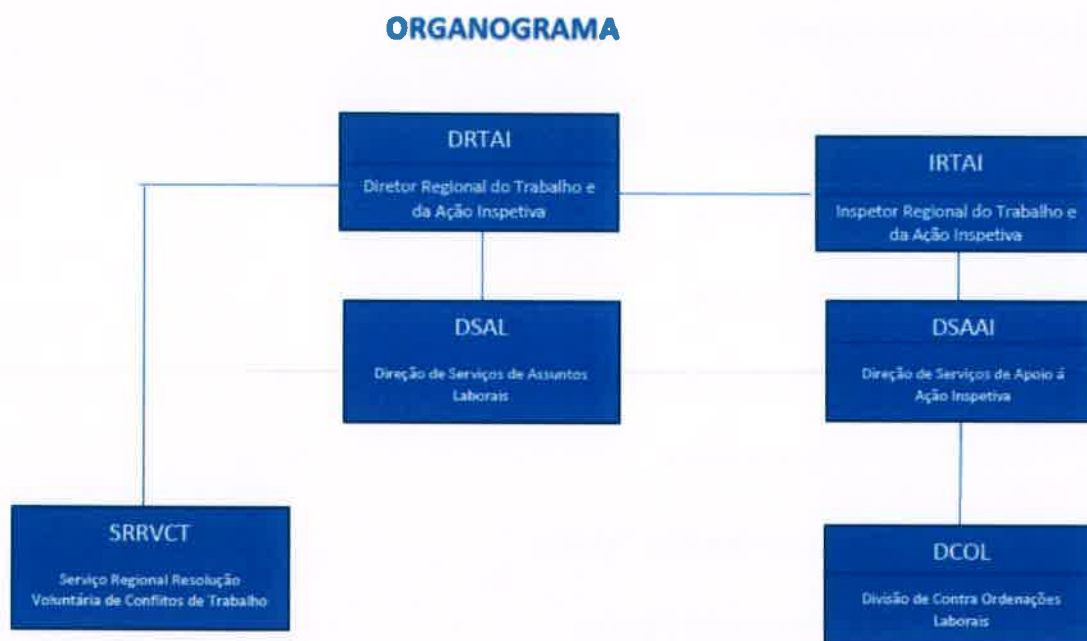 ORGANOGRAMA
DRTAI
Diretor Regional do Trabalho e
da Ação Inspetiva
IRTAI
Inspetor Regional do Trabalho e
da Ação Inspetiva
DSAL
Direção de Serviços de Assuntos
Laborais
DSAAI
Direção de Serviços de Apoio á
Ação Inspetiva
SRRVCT
Serviço Regional Resolução
Voluntária de Conflitos de Trabalho
DCOL
Divisão de Contra Ordenações
Laborais